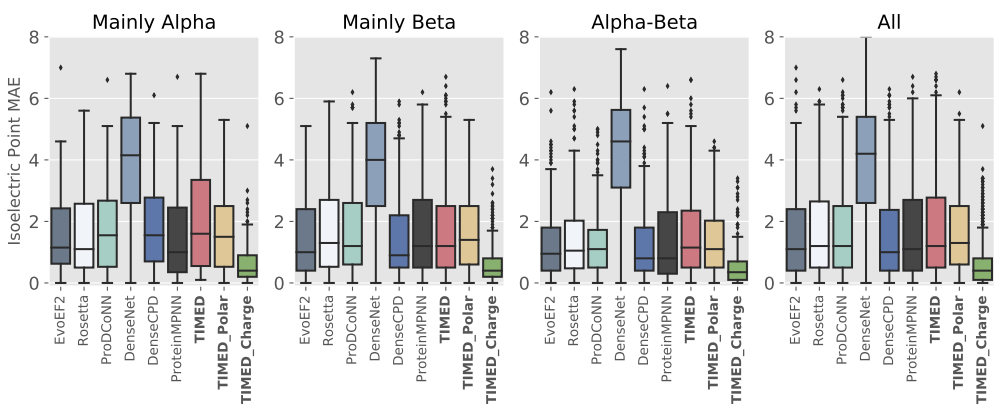 Mainly Alpha
Mainly Beta
Alpha-Beta
All
Isoelectric Point MAE
8
6
4
2
0
8
6
4
2
0
8
6
4
2
0
8
6
4
2
0
EvoEF2
Rosetta
ProDCoNN
DenseNet
DenseCPD
ProteinMPNN
TIMED
TIMED_Polar
TIMED_Charge
EvoEF2
Rosetta
ProDCoNN
DenseNet
DenseCPD
ProteinMPNN
TIMED
TIMED_Polar
TIMED_Charge
EvoEF2
Rosetta
ProDCoNN
DenseNet
DenseCPD
ProteinMPNN
TIMED
TIMED_Polar
TIMED_Charge
EvoEF2
Rosetta
ProDCoNN
DenseNet
DenseCPD
ProteinMPNN
TIMED
TIMED_Polar
TIMED_Charge